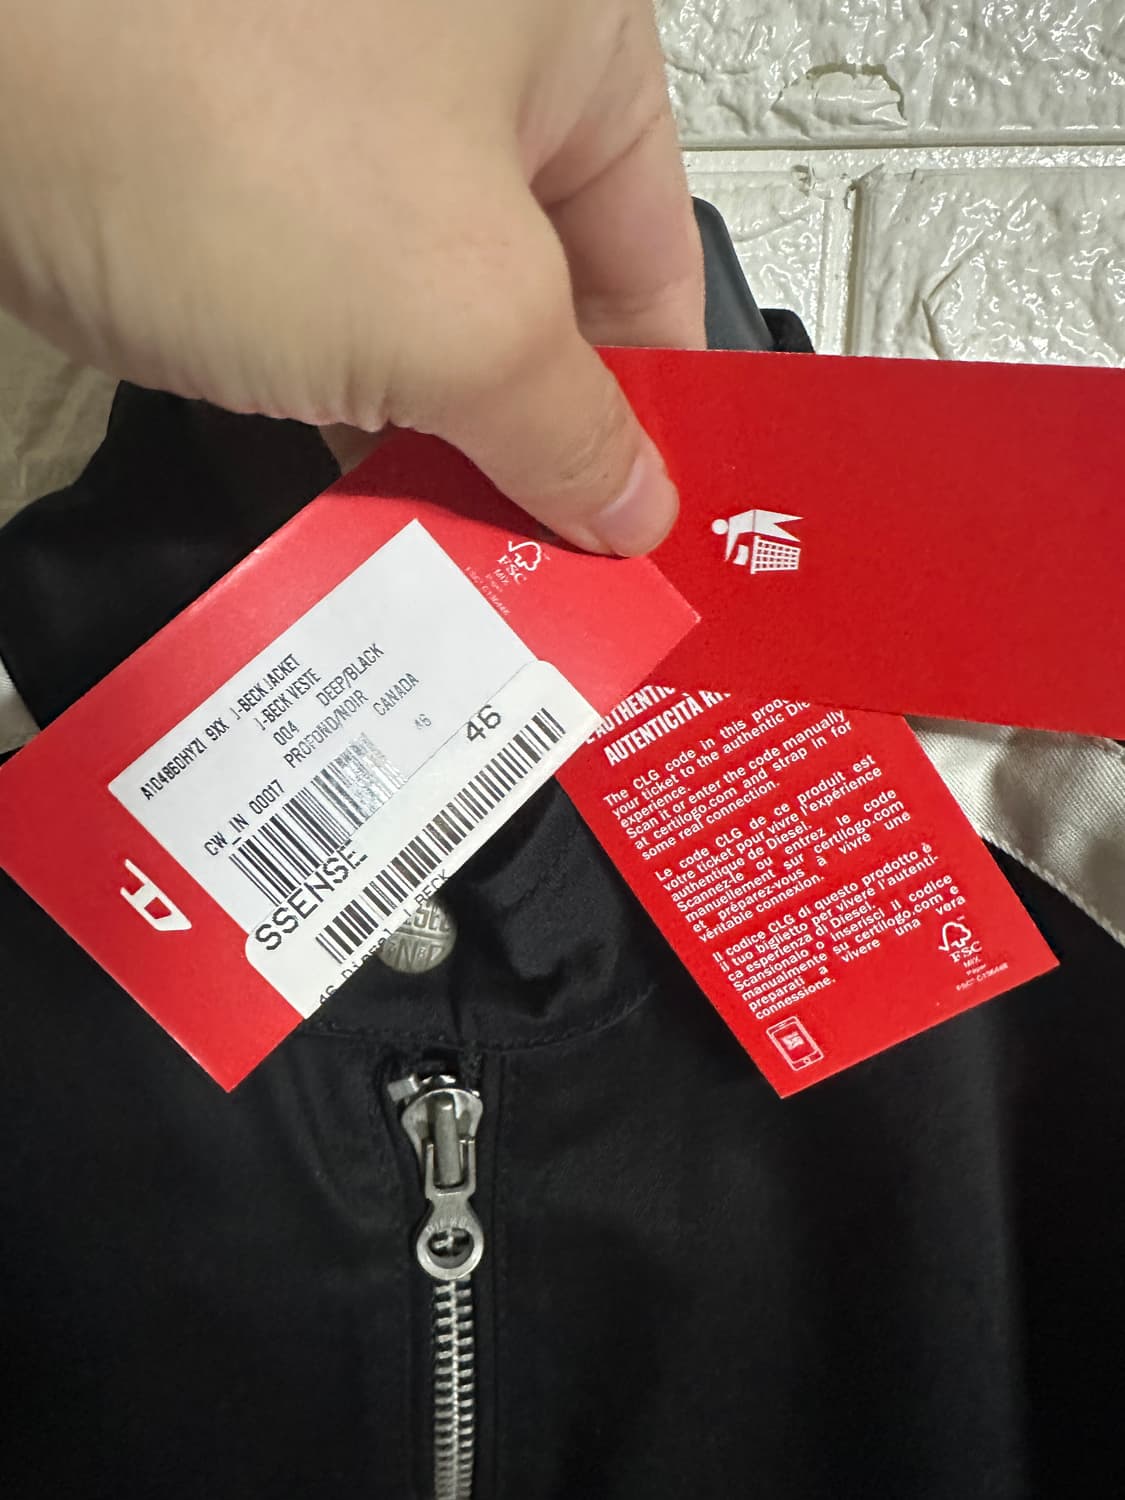 FSC
MIX
J-BECK JACKET
J-BECK VESTE
004 DEEP/BLACK
PROFOND/NOIR CANADA
CW_IN 00017
46
46
SSENSE
J-BECK
AUTENTICITÀ
The CLG code in this
your ticket to the authentic
experience.
Scan it or enter the code manually
at certilogo.com and strap in for
some real connection.
Le code CLG de ce produit est
votre ticket pour vivre l'expérience
authentique de Diesel.
Scannez-le ou entrez le code
manuellement sur certilogo.com
et préparez-vous à vivre une
véritable connexion.
Il codice CLG di questo prodotto è
il tuo biglietto per vivere l'autenti-
ca esperienza di Diesel.
Scansionalo o inserisci il codice
manualmente su certilogo.com e
preparati a vivere una vera
connessione.
FSC
MIX
Paper